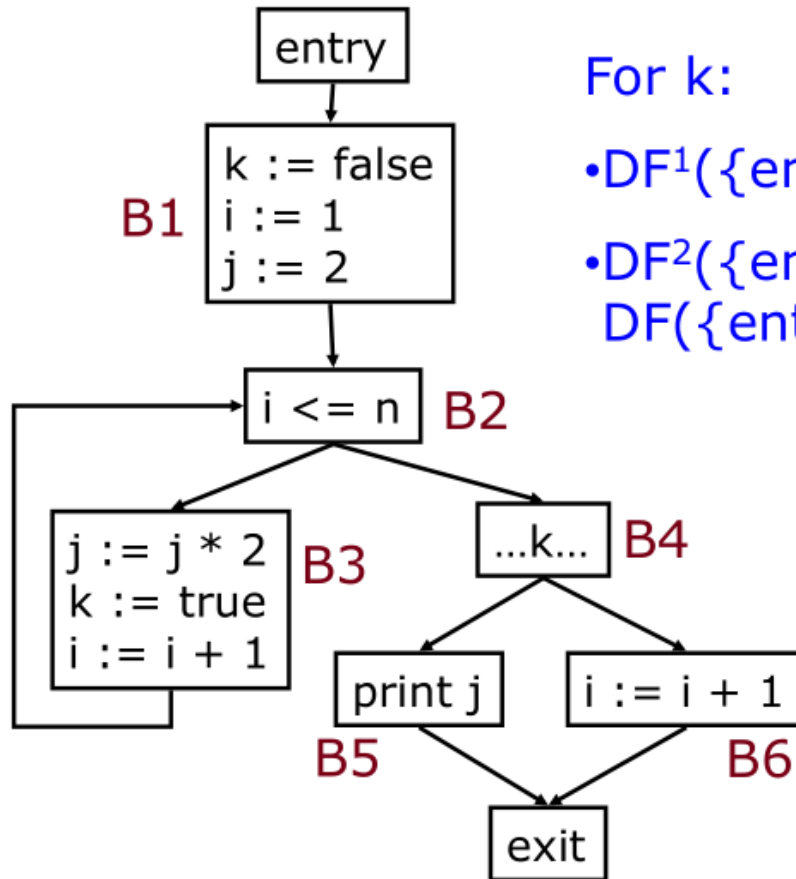 entry
For k:
•DF¹({en
B1
k := false
i := 1
j := 2
•DF²({en
DF({ent
i <= n
B2
j := j * 2
k := true
i := i + 1
B3
...k...
B4
print j
i := i + 1
B5
B6
exit